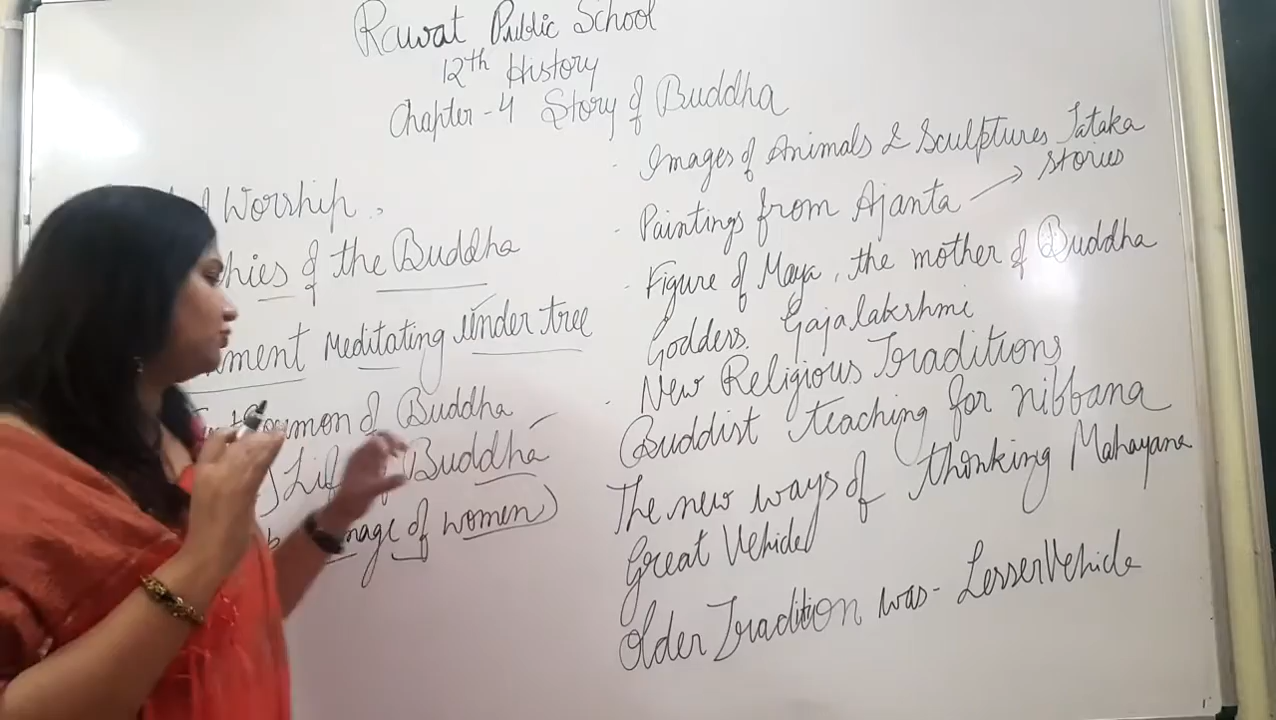 Rawat Public School
12th History
Chapter - 4 Story of Buddha
Worship
hies of the Buddha
ment Meditating under tree
of Buddha
Buddha
of women)
Images of Animals & Sculptures Jataka
stories
Paintings from Ajanta →
Figure of Maya, the mother of Buddha
Goddess. Gajalakshmi
New Religious Traditions
Buddist teaching for nibbana
The new ways of thinking Mahayana
Great Vehicle
Older Tradition was - Lesser Vehicle